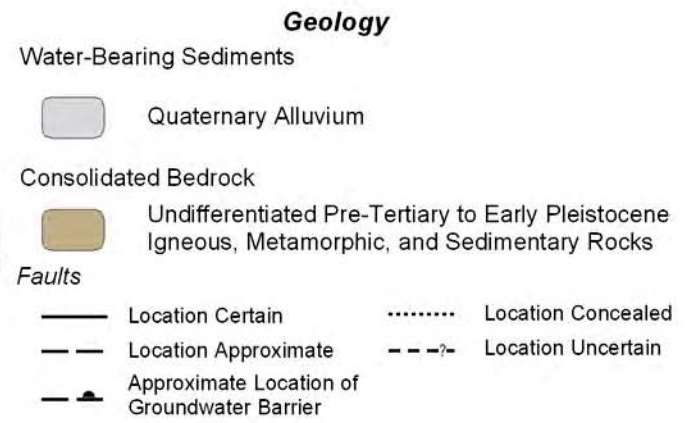 Geology
Water-Bearing Sediments
Quaternary Alluvium
Consolidated Bedrock
Undifferentiated Pre-Tertiary to Early Pleistocene
Igneous, Metamorphic, and Sedimentary Rocks
Faults
Location Certain
Location Concealed
Location Approximate
?
Location Uncertain
Approximate Location of
Groundwater Barrier